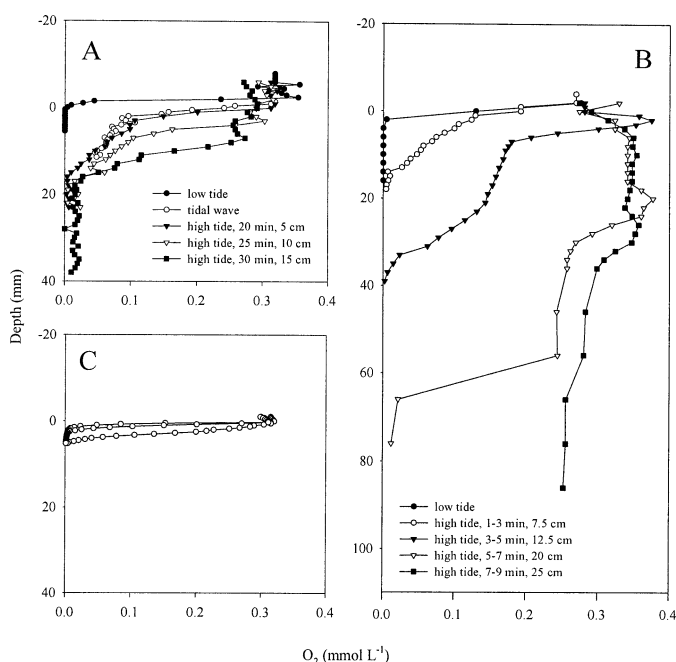 A
-20
0
20
40
0.0 0.1 0.2 0.3 0.4
low tide
tidal wave
high tide, 20 min, 5 cm
high tide, 25 min, 10 cm
high tide, 30 min, 15 cm
B
-20
0
20
40
60
80
100
0.0 0.1 0.2 0.3 0.4
low tide
high tide, 1-3 min, 7.5 cm
high tide, 3-5 min, 12.5 cm
high tide, 5-7 min, 20 cm
high tide, 7-9 min, 25 cm
Depth (mm)
C
-20
0
20
40
0.0 0.1 0.2 0.3 0.4
O₂ (mmol L⁻¹)